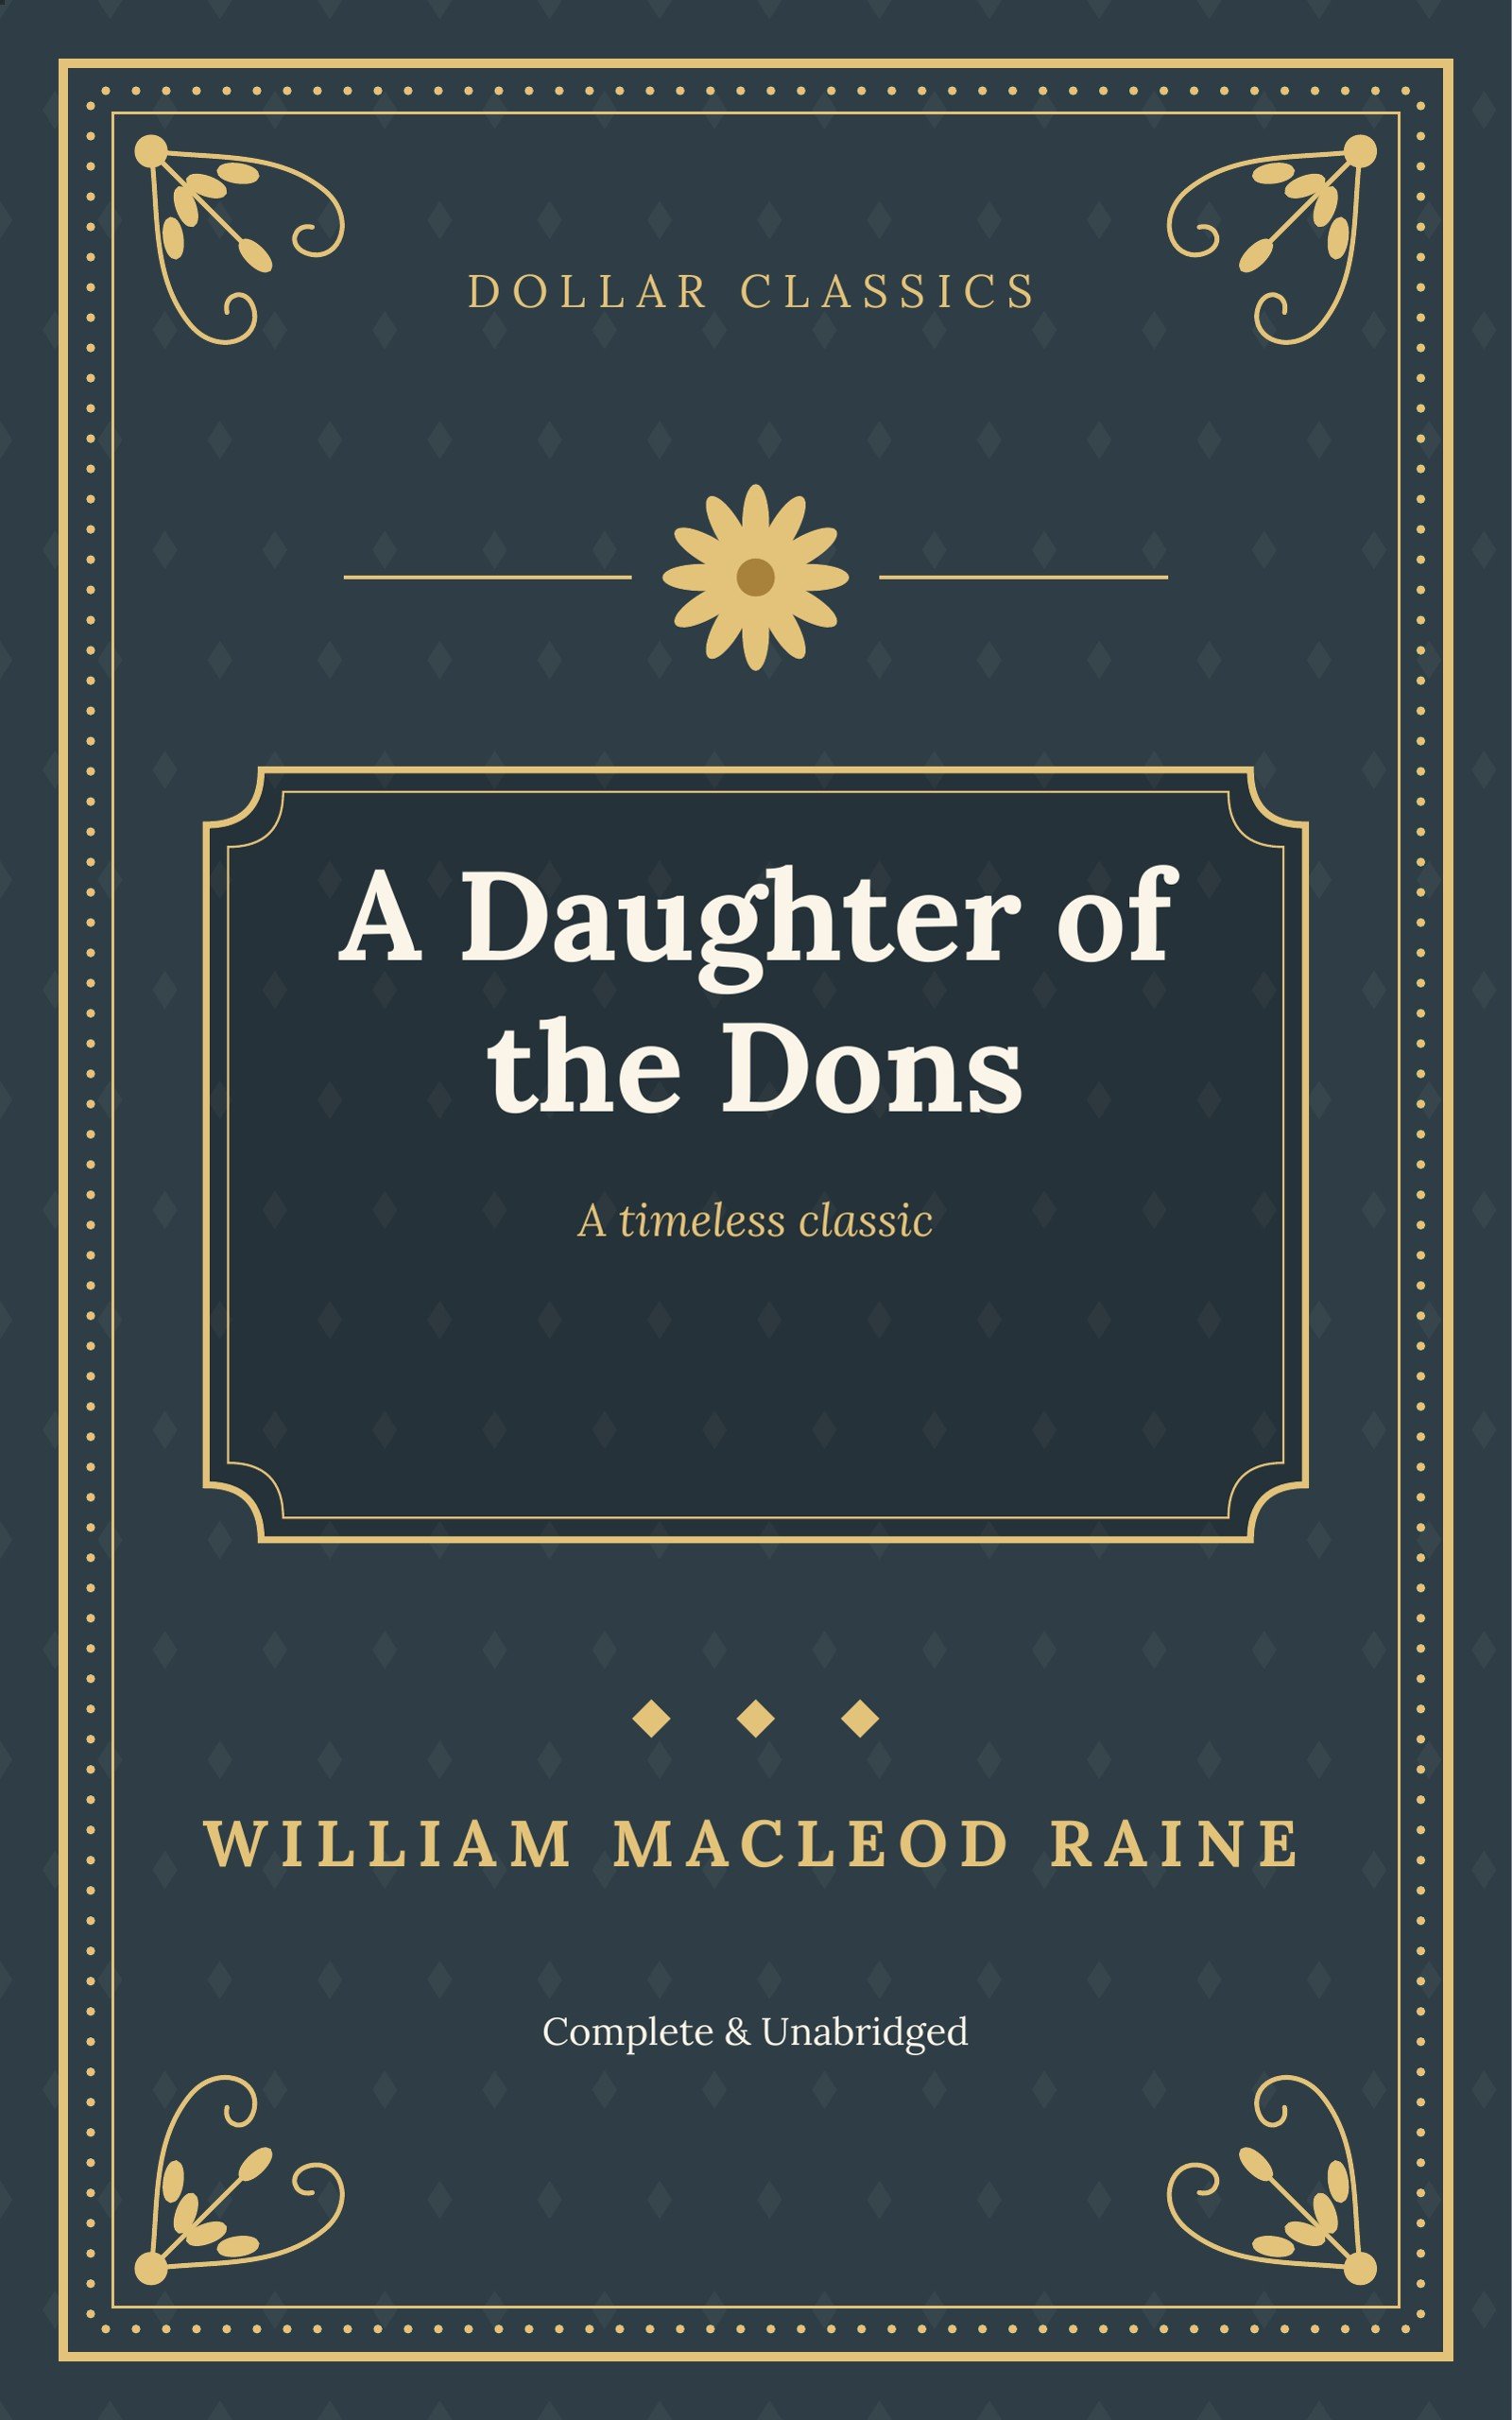 DOLLAR CLASSICS
A Daughter of
the Dons
A timeless classic
WILLIAM MACLEOD RAINE
Complete & Unabridged